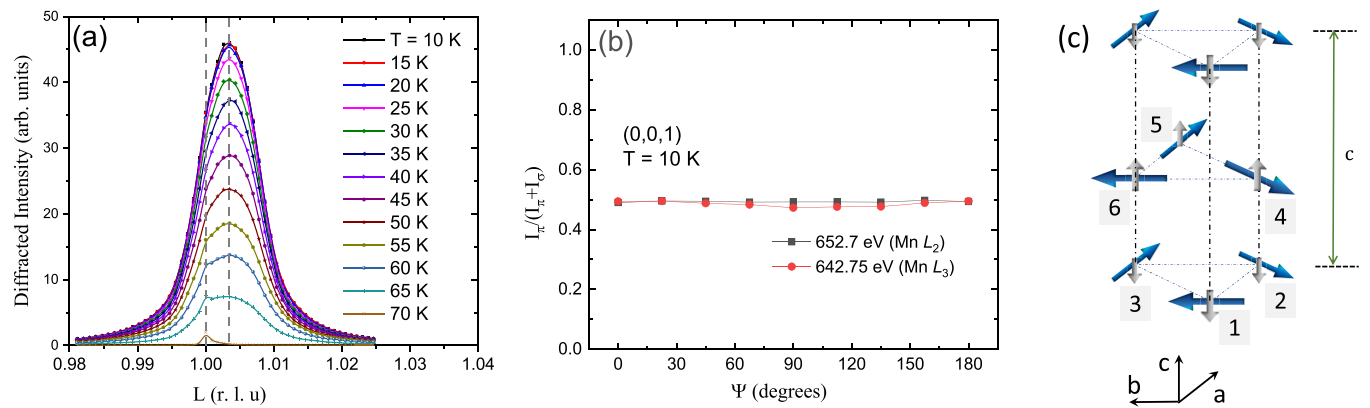 (a)
Diffracted Intensity (arb. units)
50
40
30
20
10
0
0.98
0.99
1.00
1.01
1.02
1.03
1.04
L (r. l. u)
T = 10 K
15 K
20 K
25 K
30 K
35 K
40 K
45 K
50 K
55 K
60 K
65 K
70 K
(b)
Iπ/(Iπ+Iσ)
1.0
0.8
0.6
0.4
0.2
0.0
(0,0,1)
T = 10 K
652.7 eV (Mn L2)
642.75 eV (Mn L3)
0
30
60
90
120
150
180
Ψ (degrees)
(c)
5
6
4
3
2
1
c
c
b
a